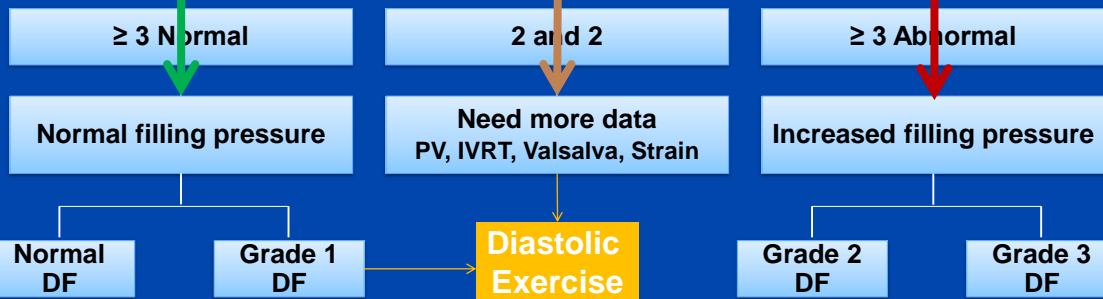 ≥ 3 Normal
2 and 2
≥ 3 Abnormal
Normal filling pressure
Need more data
PV, IVRT, Valsalva, Strain
Increased filling pressure
Normal
DF
Grade 1
DF
Diastolic
Exercise
Grade 2
DF
Grade 3
DF